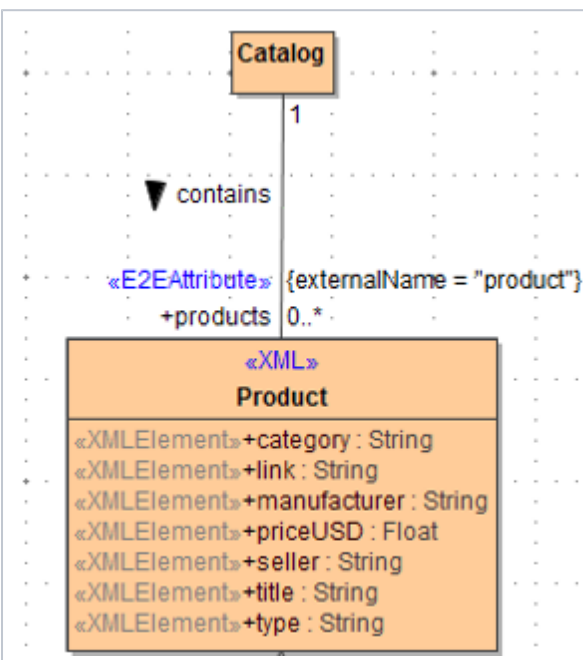 Catalog
1
contains
«E2EAttribute» {externalName = "product"}
+products 0..*
«XML»
Product
«XMLElement»+category : String
«XMLElement»+link : String
«XMLElement»+manufacturer : String
«XMLElement»+priceUSD : Float
«XMLElement»+seller : String
«XMLElement»+title : String
«XMLElement»+type : String